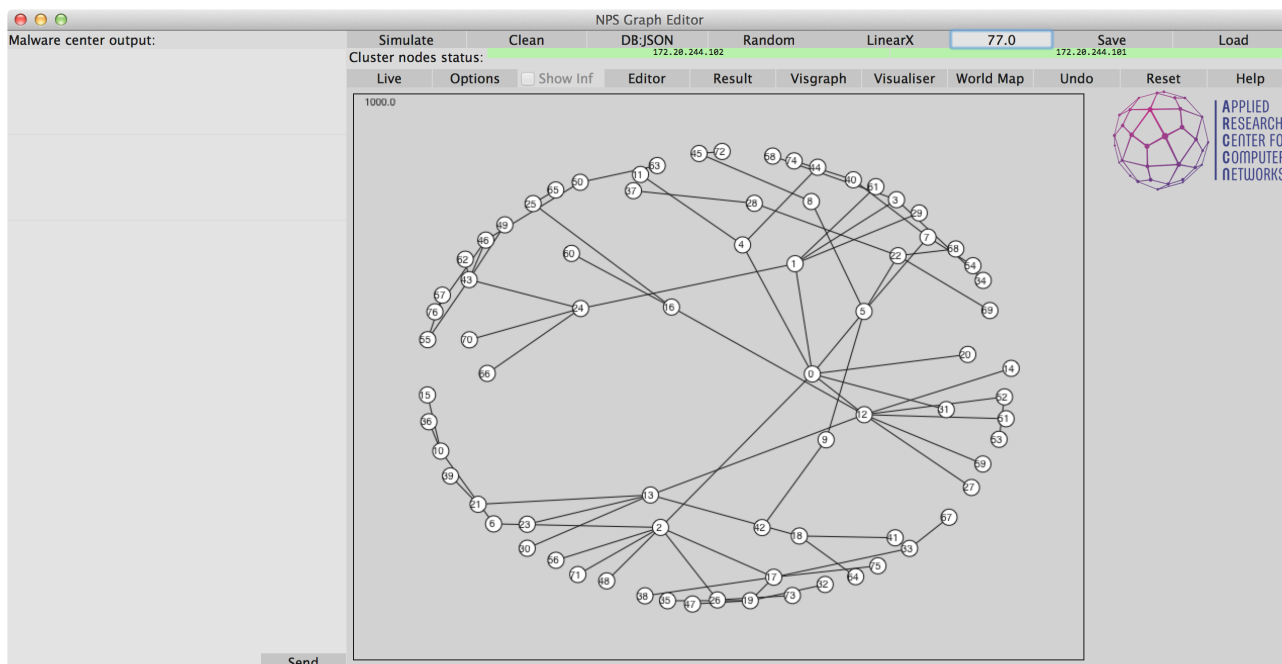 NPS Graph Editor
Malware center output:
Simulate Clean DB:JSON Random LinearX 77.0 Save Load
Cluster nodes status: 172.20.244.102 172.20.244.101
Live Options Show Inf Editor Result Visgraph Visualiser World Map Undo Reset Help
1000.0
APPLIED
RESEARCH
CENTER FO
COMPUTER
NETWORKS
45 72 58 74 44
63 11 40 61
50 65 37 28 8 3
25 29
49 7
46 4 68
60 22
62 1 54
43 34
57
24 16 5 69
76
55 70
20
66 0 14
15 52
31
36 12 51
9 53
10
39 59
27
13
21
6 23 2 42 67
18 41
30 33
56
75
71 48 17 64
32
38 35 47 26 19 73
Send